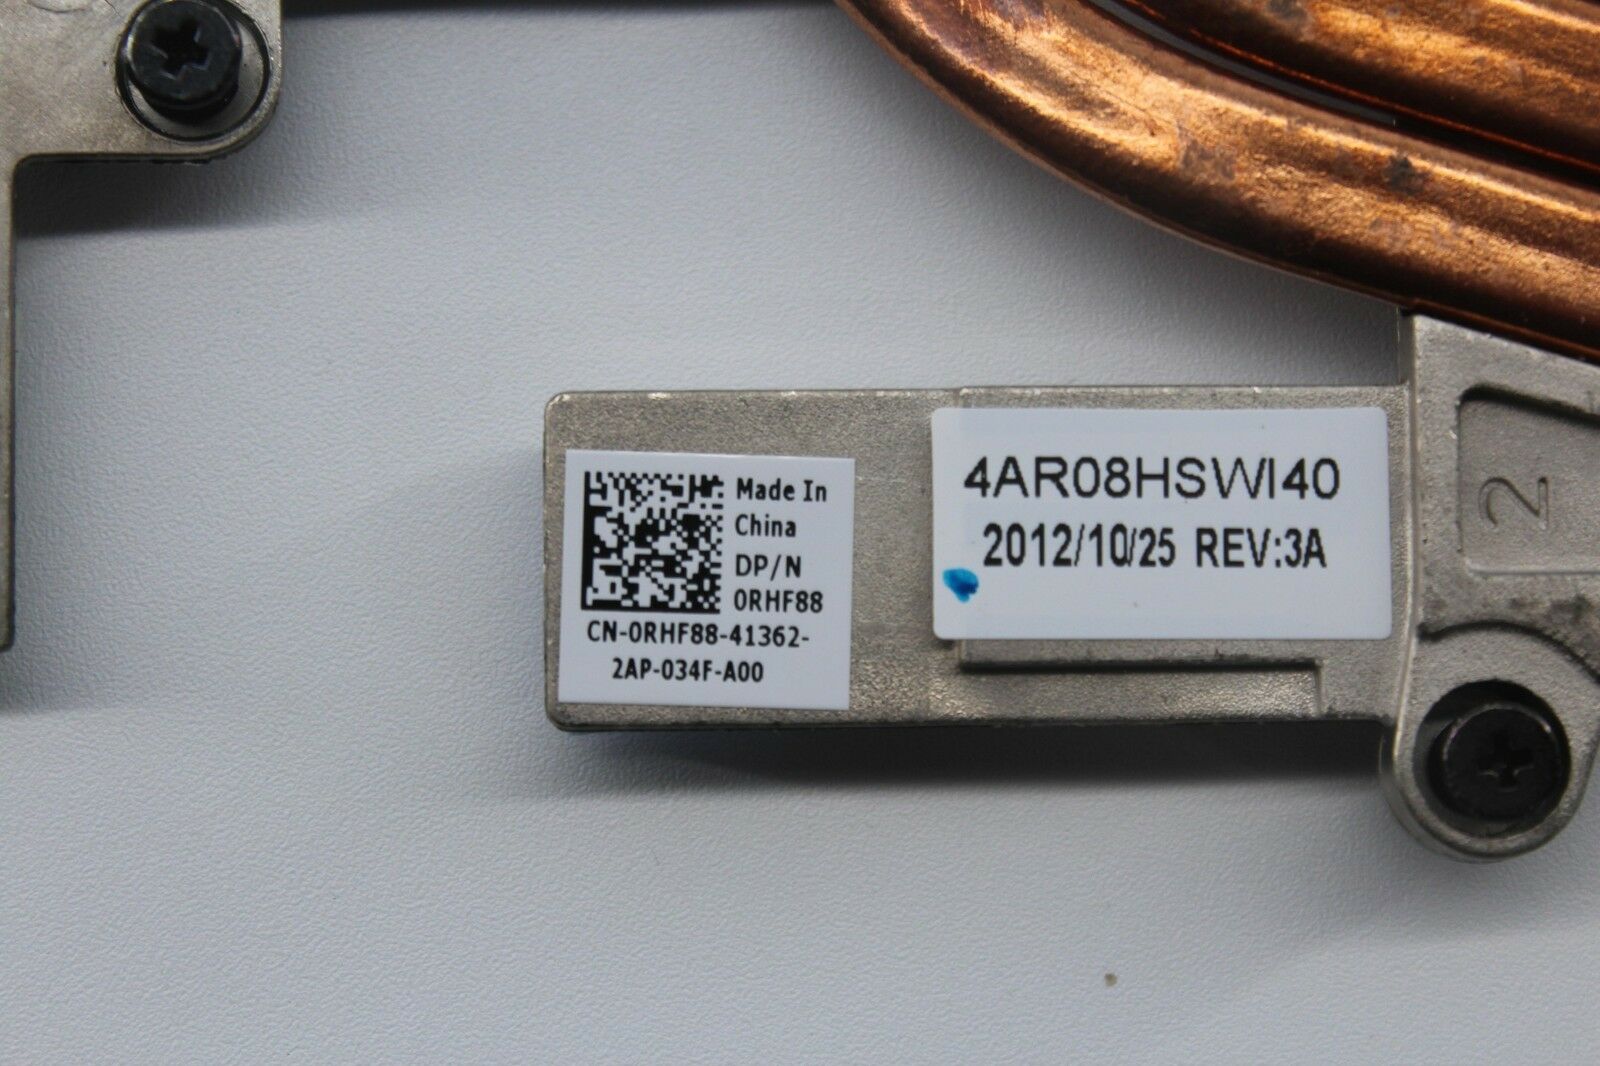 Made In
China
DP/N
0RHF88
CN-0RHF88-41362-
2AP-034F-A00
4AR08HSWI40
2012/10/25 REV:3A
2